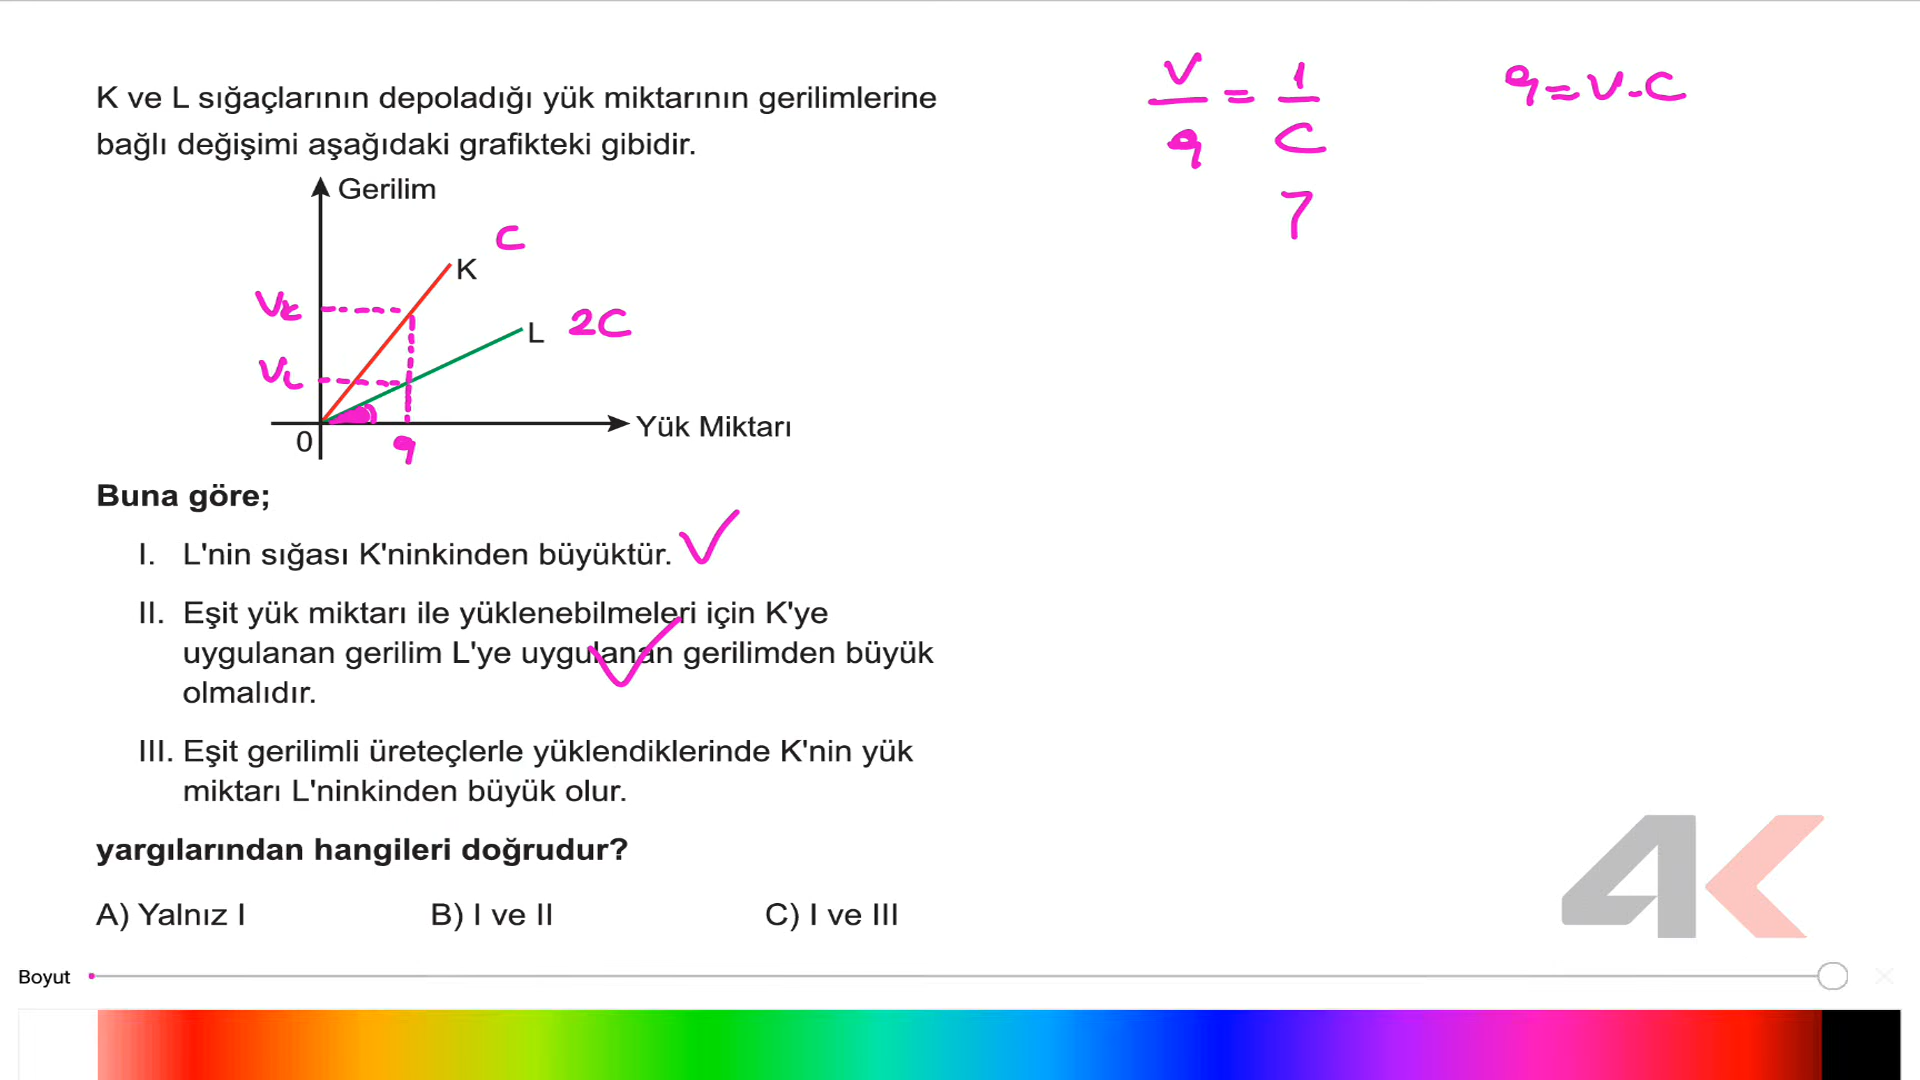 K ve L sığaçlarının depoladığı yük miktarının gerilimlerine
bağlı değişimi aşağıdaki grafikteki gibidir.
V/q = 1/C
7
q = V.C
Gerilim
C
K
VK
2C
L
VL
0
q
Yük Miktarı
Buna göre;
I. L'nin sığası K'ninkinden büyüktür.
II. Eşit yük miktarı ile yüklenebilmeleri için K'ye
uygulanan gerilim L'ye uygulanan gerilimden büyük
olmalıdır.
III. Eşit gerilimli üreteçlerle yüklendiklerinde K'nin yük
miktarı L'ninkinden büyük olur.
yargılarından hangileri doğrudur?
A) Yalnız I B) I ve II C) I ve III
4K
Boyut